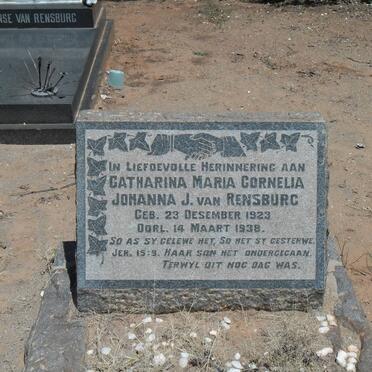 NSE VAN RENSBURG
IN LIEFDEVOLLE HERINNERING AAN
CATHARINA MARIA CORNELIA
JOHANNA J. VAN RENSBURG
GEB. 23 DESEMBER 1923
OORL. 14 MAART 1938.
SO AS SY GELEWE HET, SO HET SY GESTERWE.
JER. 15:9. HAAR SON HET ONDERGEGAAN,
TERWYL DIT NOG DAG WAS.